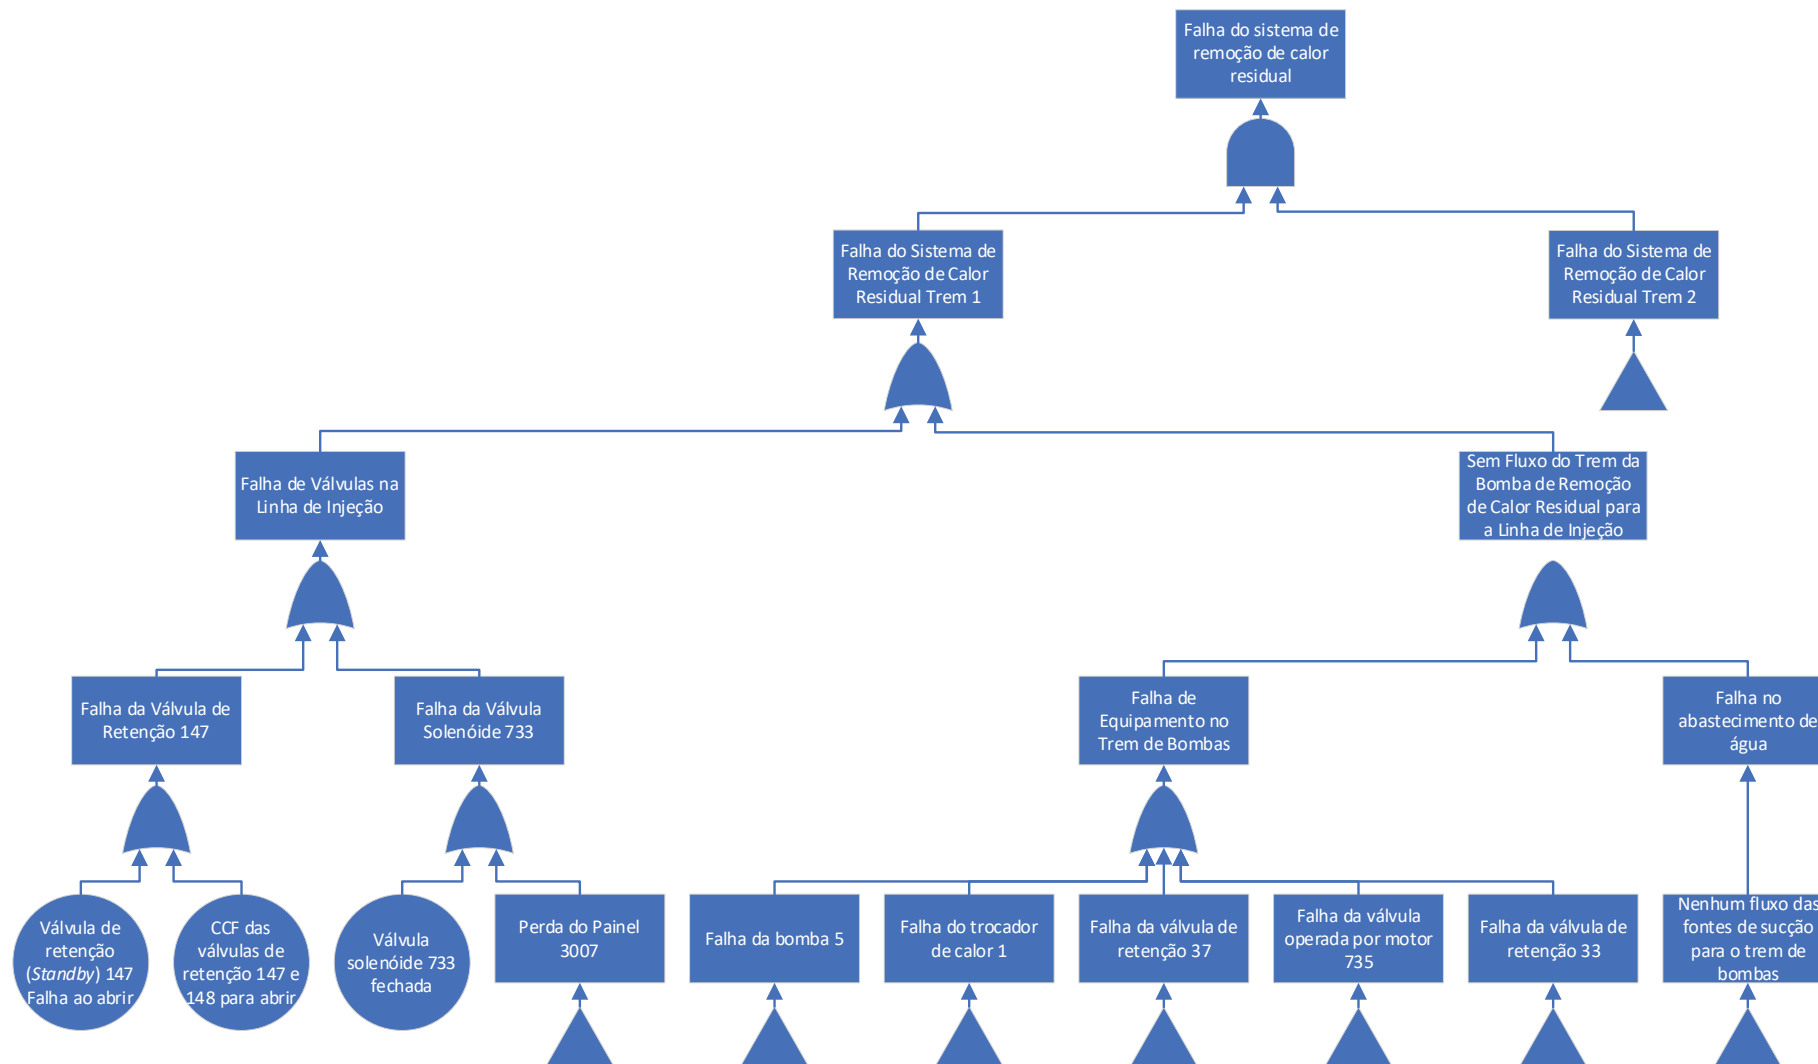 Falha do sistema de
remoção de calor
residual
Falha do Sistema de
Remoção de Calor
Residual Trem 1
Falha do Sistema de
Remoção de Calor
Residual Trem 2
Falha de Válvulas na
Linha de Injeção
Sem Fluxo do Trem da
Bomba de Remoção
de Calor Residual para
a Linha de Injeção
Falha da Válvula de
Retenção 147
Falha da Válvula
Solenóide 733
Falha de
Equipamento no
Trem de Bombas
Falha no
abastecimento de
água
Válvula de
retenção
(Standby) 147
Falha ao abrir
CCF das
válvulas de
retenção 147 e
148 para abrir
Válvula
solenóide 733
fechada
Perda do Painel
3007
Falha da bomba 5
Falha do trocador
de calor 1
Falha da válvula de
retenção 37
Falha da válvula
operada por motor
735
Falha da válvula de
retenção 33
Nenhum fluxo das
fontes de sucção
para o trem de
bombas